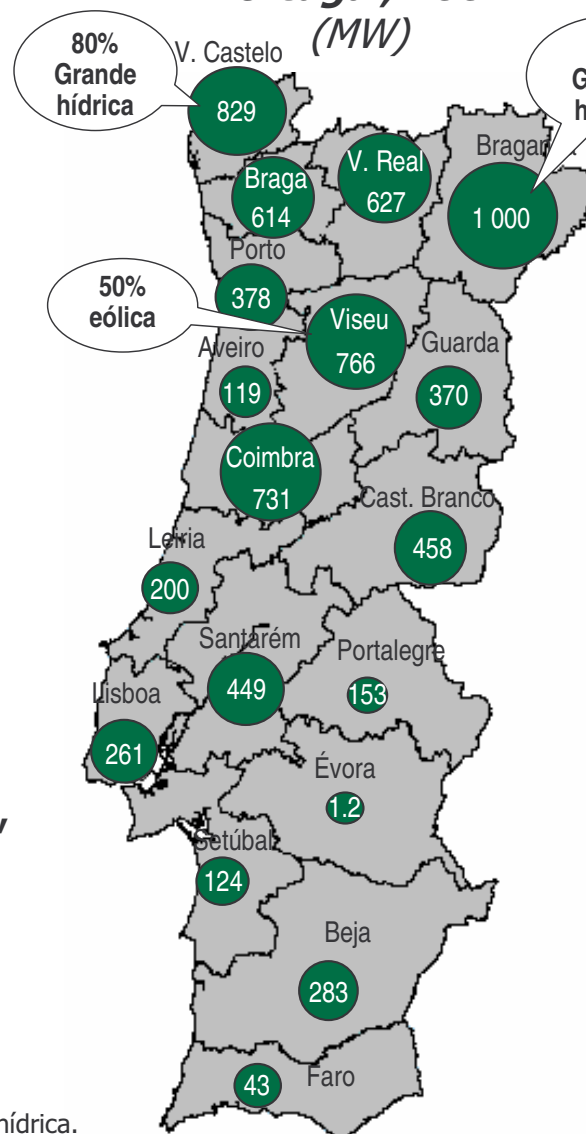 (MW)
80%
Grande
hídrica
V. Castelo
829
Braga
614
V. Real
627
1 000
Porto
378
50%
eólica
Viseu
766
Aveiro
119
Guarda
370
Coimbra
731
Cast. Branco
458
Leiria
200
Santarém
449
Portalegre
153
Lisboa
261
Évora
1.2
Setúbal
124
Beja
283
Faro
43
hídrica.